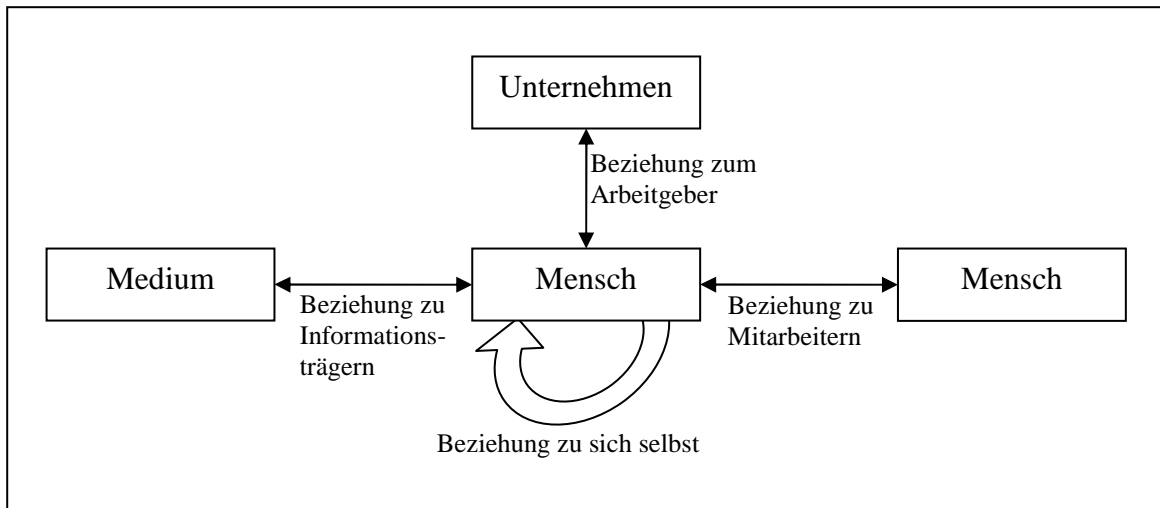 Unternehmen
Beziehung zum
Arbeitgeber
Medium
Mensch
Mensch
Beziehung zu
Informations-
trägern
Beziehung zu
Mitarbeitern
Beziehung zu sich selbst